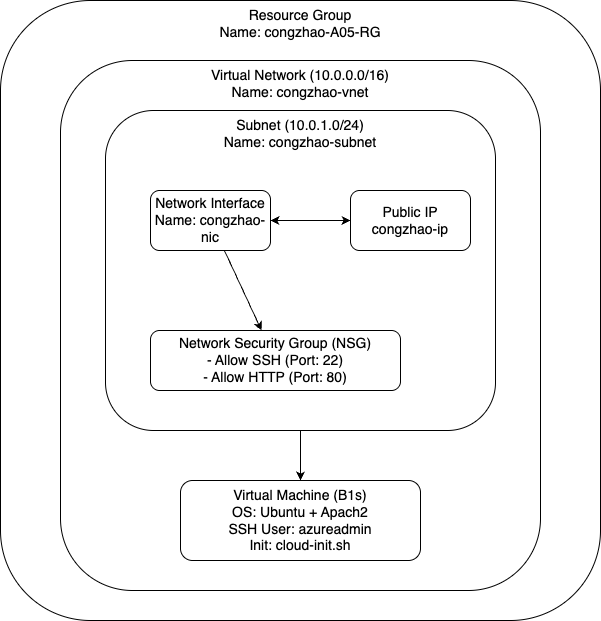 Resource Group
Name: congzhao-A05-RG
Virtual Network (10.0.0.0/16)
Name: congzhao-vnet
Subnet (10.0.1.0/24)
Name: congzhao-subnet
Network Interface
Name: congzhao-
nic
Public IP
congzhao-ip
Network Security Group (NSG)
- Allow SSH (Port: 22)
- Allow HTTP (Port: 80)
Virtual Machine (B1s)
OS: Ubuntu + Apach2
SSH User: azureadmin
Init: cloud-init.sh